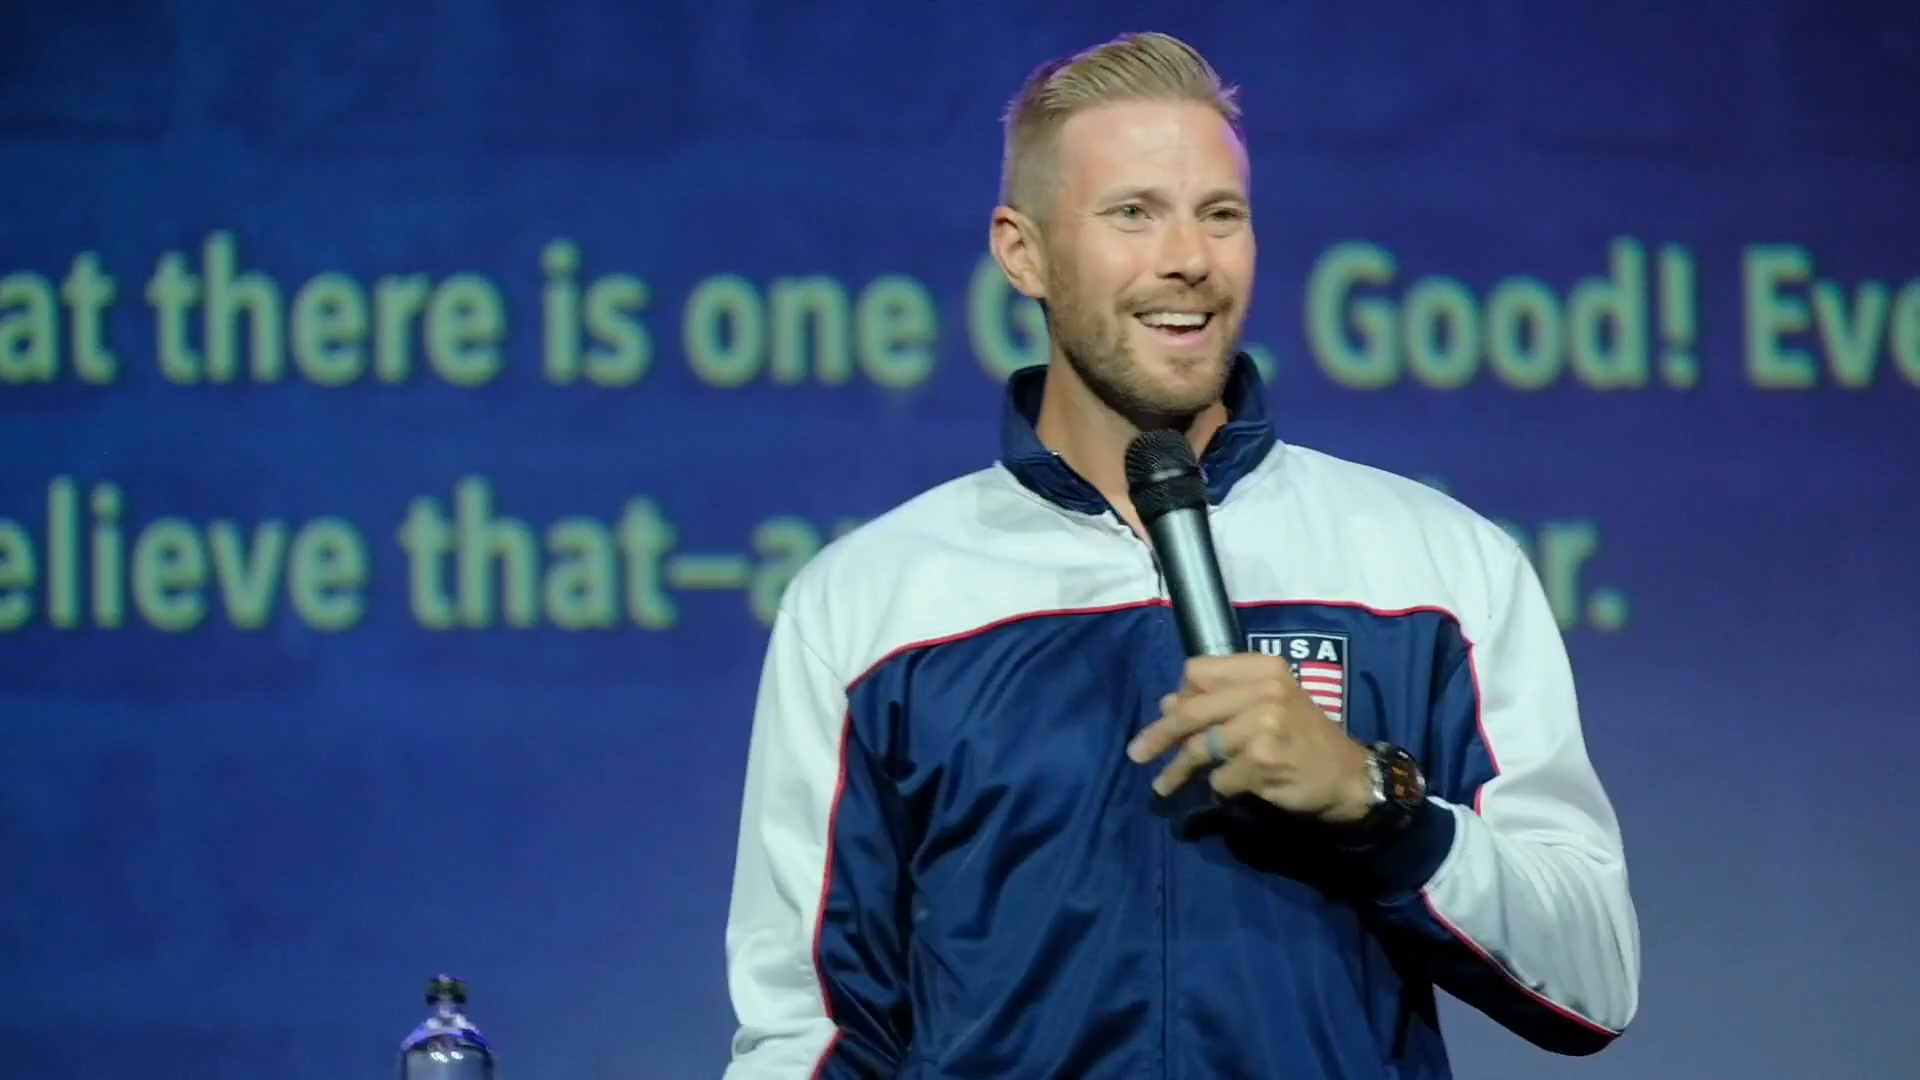 at there is one G . Good! Eve
elieve that–a r.
USA